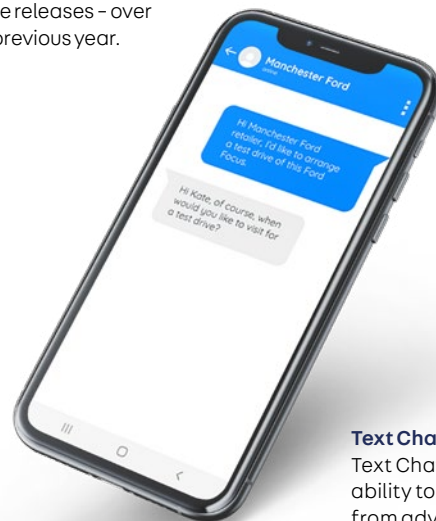 e releases – over
previous year.
Manchester Ford
online
Hi Manchester Ford
retailer, I'd like to arrange
a test drive of this Ford
Focus.
Hi Kate, of course, when
would you like to visit for
a test drive?
Text Cha
Text Cha
ability to
from adv